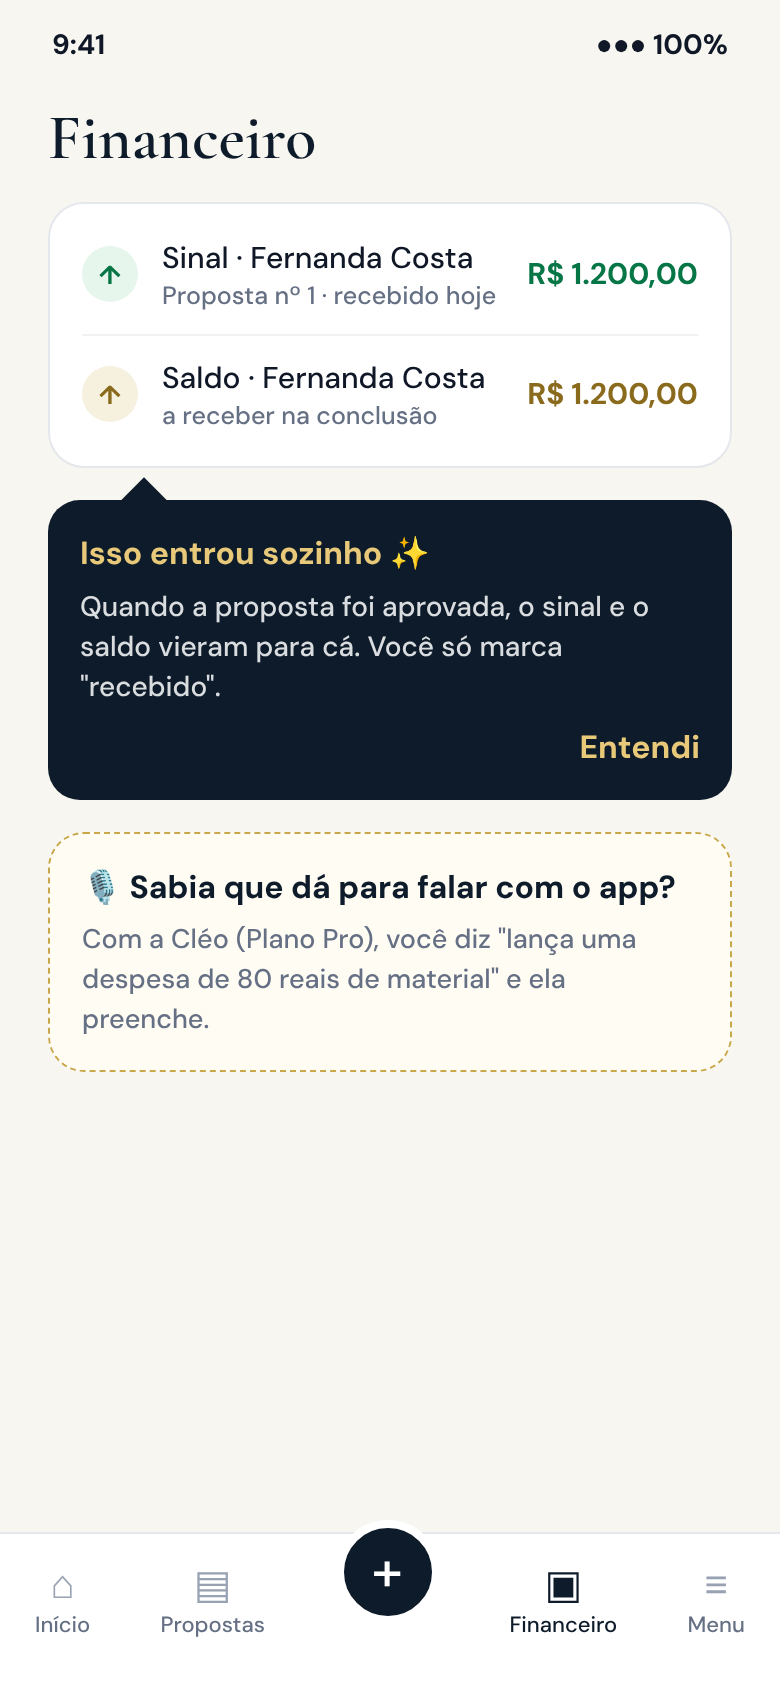 9:41
●●● 100%
Financeiro
Sinal · Fernanda Costa
Proposta nº 1 · recebido hoje
R$ 1.200,00
Saldo · Fernanda Costa
a receber na conclusão
R$ 1.200,00
Isso entrou sozinho ✨
Quando a proposta foi aprovada, o sinal e o
saldo vieram para cá. Você só marca
"recebido".
Entendi
🎙️ Sabia que dá para falar com o app?
Com a Cléo (Plano Pro), você diz "lança uma
despesa de 80 reais de material" e ela
preenche.
+
Início
Propostas
Financeiro
Menu